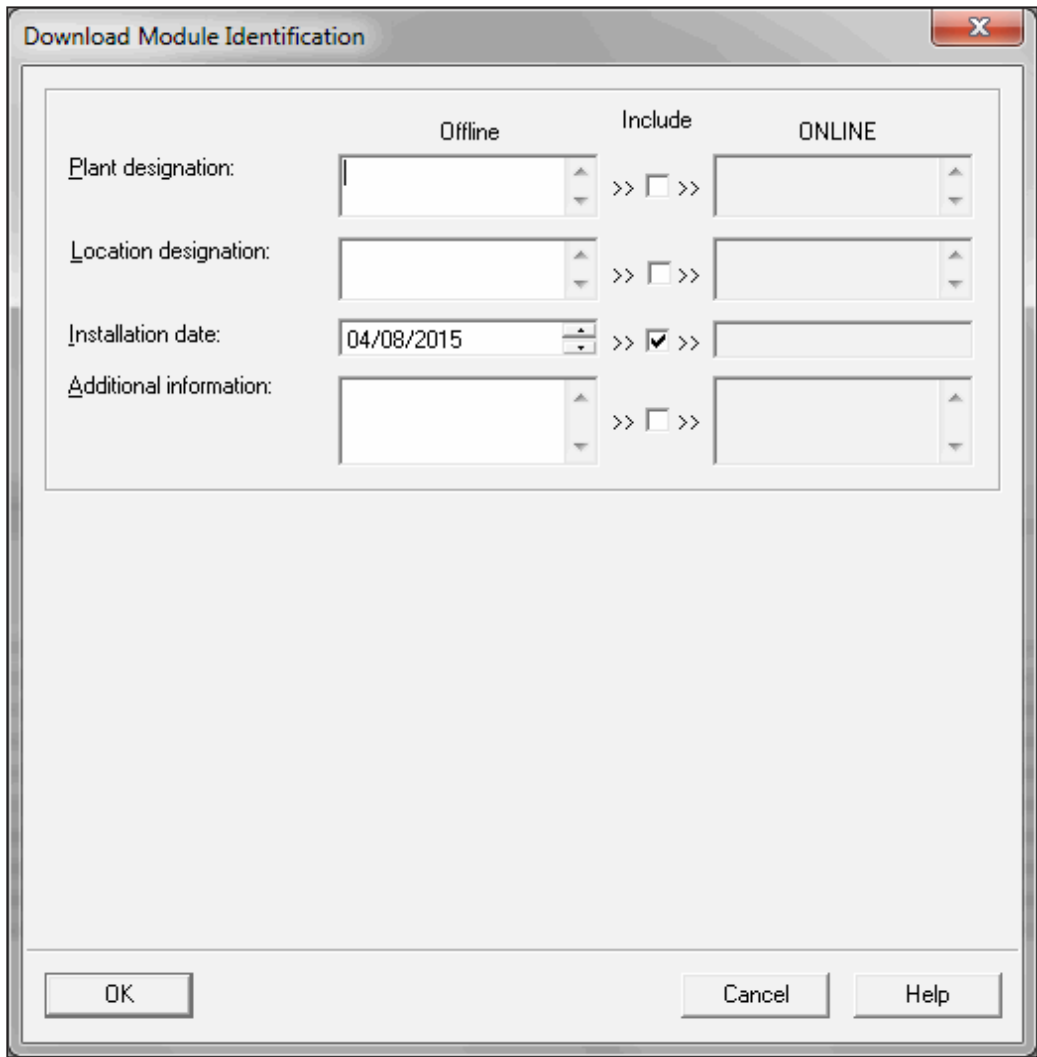 Download Module Identification
Offline Include ONLINE
Plant designation: >> >>
Location designation: >> >>
Installation date: 04/08/2015 >> >>
Additional information: >> >>
OK Cancel Help